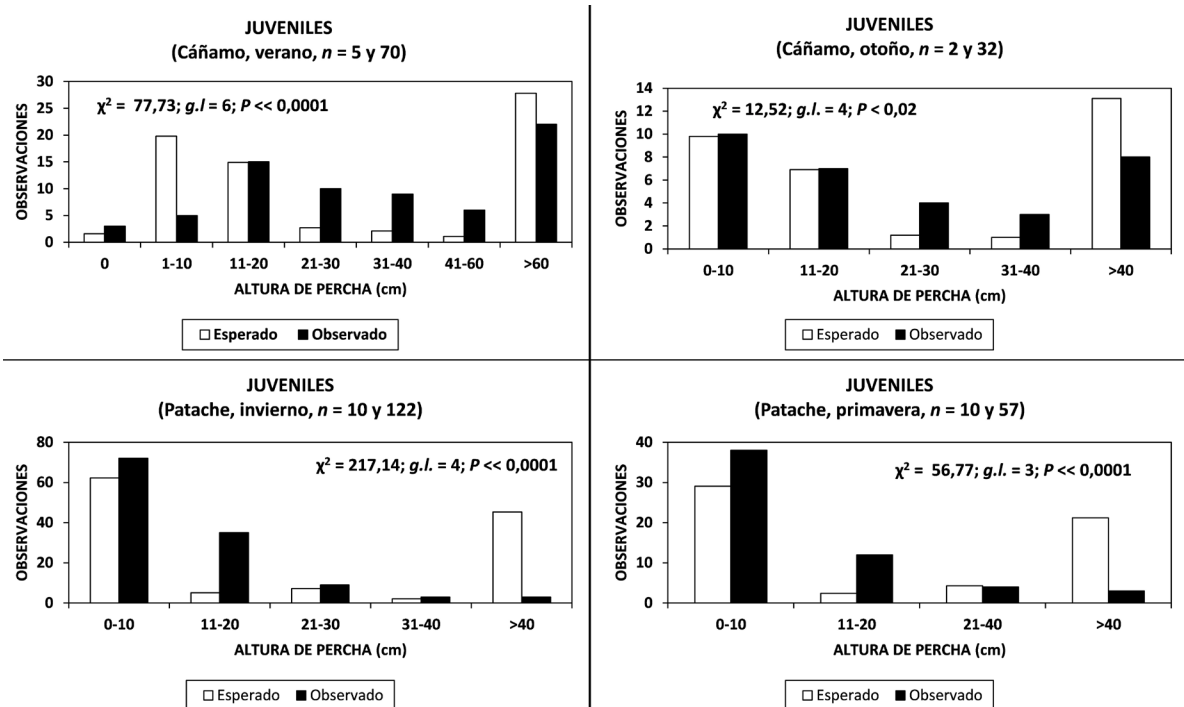 JUVENILES
(Cáñamo, verano, n = 5 y 70)
χ² = 77,73; g.l = 6; P << 0,0001
OBSERVACIONES
30
25
20
15
10
5
0
0 1-10 11-20 21-30 31-40 41-60 >60
ALTURA DE PERCHA (cm)
Esperado Observado
JUVENILES
(Cáñamo, otoño, n = 2 y 32)
χ² = 12,52; g.l. = 4; P < 0,02
OBSERVACIONES
14
12
10
8
6
4
2
0
0-10 11-20 21-30 31-40 >40
ALTURA DE PERCHA (cm)
Esperado Observado
JUVENILES
(Patache, invierno, n = 10 y 122)
χ² = 217,14; g.l. = 4; P << 0,0001
OBSERVACIONES
80
60
40
20
0
0-10 11-20 21-30 31-40 >40
ALTURA DE PERCHA (cm)
Esperado Observado
JUVENILES
(Patache, primavera, n = 10 y 57)
χ² = 56,77; g.l. = 3; P << 0,0001
OBSERVACIONES
40
30
20
10
0
0-10 11-20 21-40 >40
ALTURA DE PERCHA (cm)
Esperado Observado